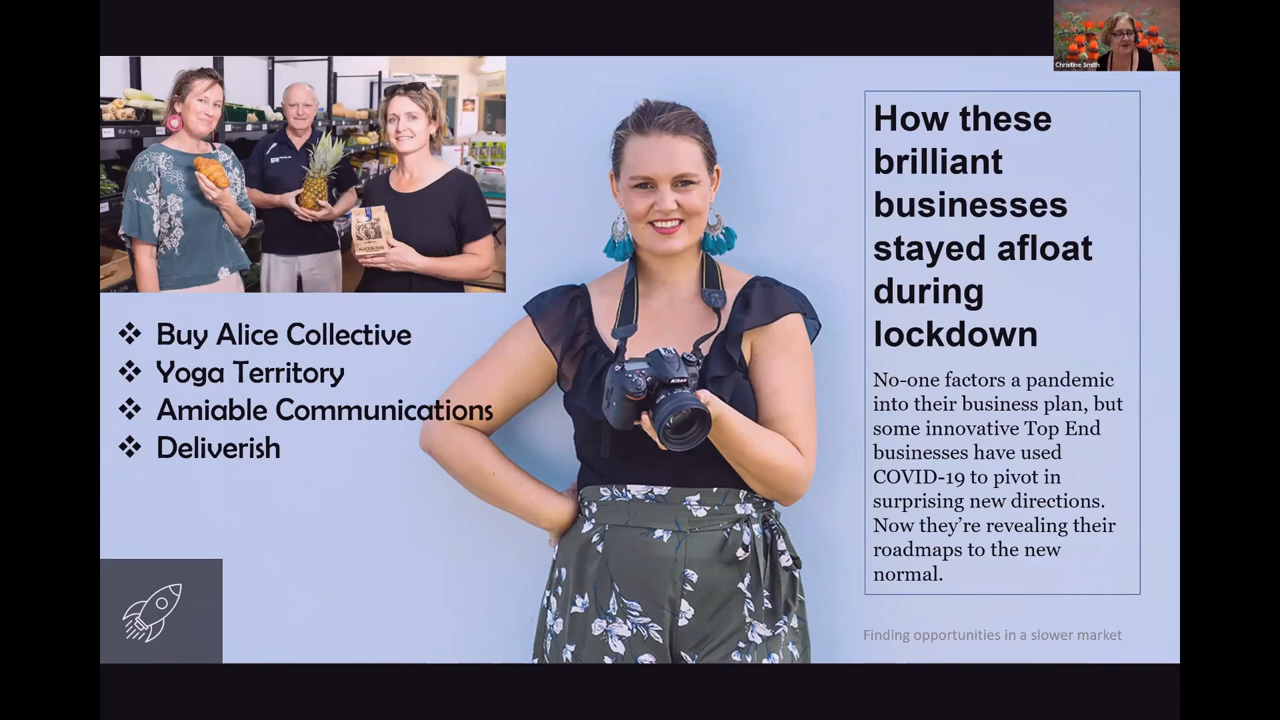 Christine Smith
How these
brilliant
businesses
stayed afloat
during
lockdown
No-one factors a pandemic
into their business plan, but
some innovative Top End
businesses have used
COVID-19 to pivot in
surprising new directions.
Now they're revealing their
roadmaps to the new
normal.
❖ Buy Alice Collective
❖ Yoga Territory
❖ Amiable Communications
❖ Deliverish
Nikon
Finding opportunities in a slower market